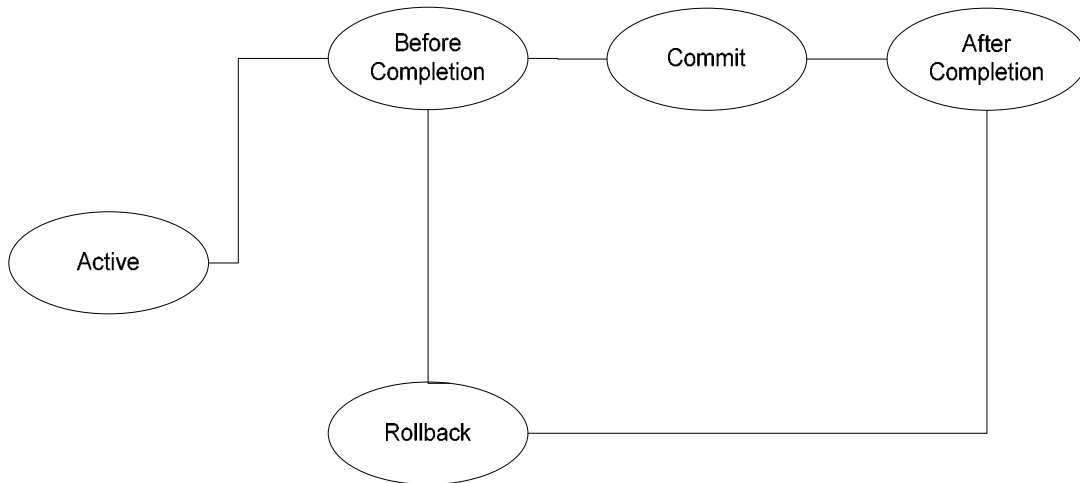 Before
Completion
Commit
After
Completion
Active
Rollback